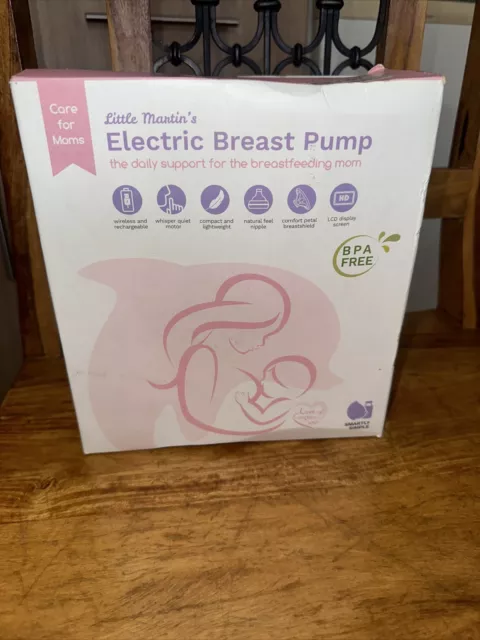 Care
for
Moms
Little Martin's
Electric Breast Pump
the daily support for the breastfeeding mom
wireless and
rechargeable
whisper quiet
motor
compact and
lightweight
natural feel
nipple
comfort petal
breastshield
HD
LCD display
screen
BPA
FREE
SMARTLY
SIMPLE